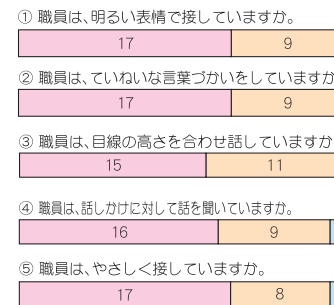 ① 職員は、明るい表情で接していますか。
17 9
② 職員は、ていねいな言葉づかいをしていますか
17 9
③ 職員は、目線の高さを合わせ話していますか
15 11
④ 職員は、話しかけに対して話を聞いていますか。
16 9
⑤ 職員は、やさしく接していますか。
17 8